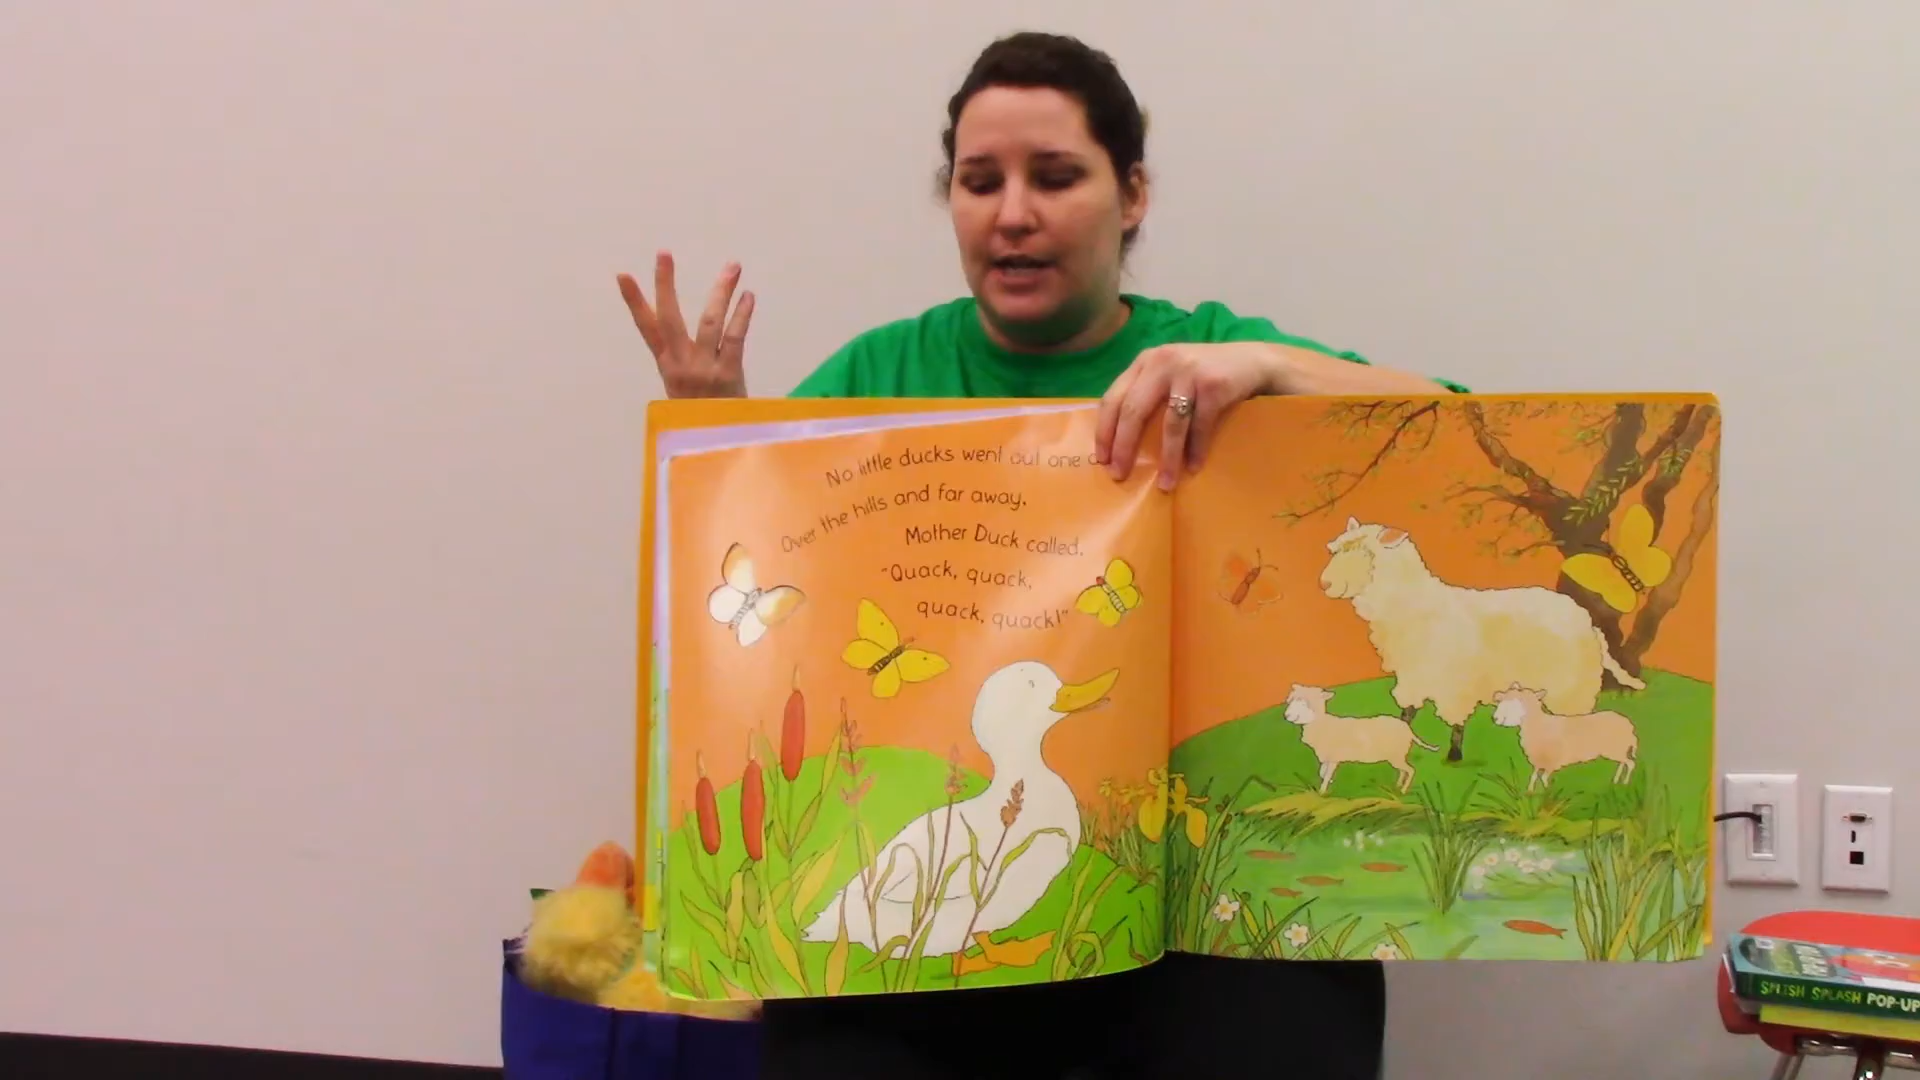 No little ducks went out one
Over the hills and far away.
Mother Duck called,
"Quack, quack,
quack, quack!"
SPLISH SPLASH POP-UP